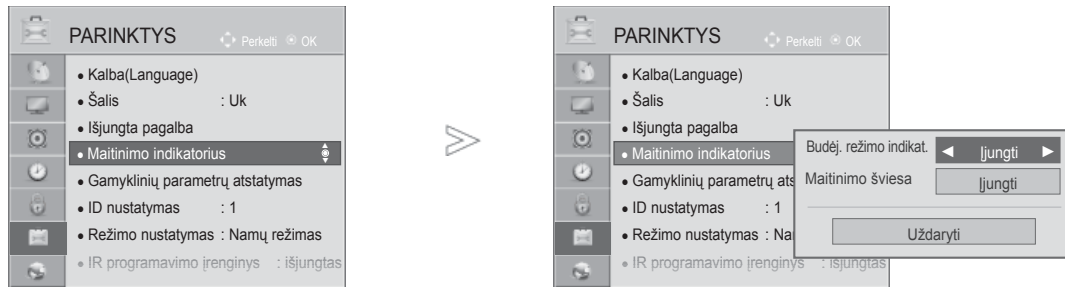 PARINKTYS Perkelti OK
• Kalba(Language)
• Šalis : Uk
• Išjungta pagalba
• Maitinimo indikatorius
• Gamyklinių parametrų atstatymas
• ID nustatymas : 1
• Režimo nustatymas : Namų režimas
• IR programavimo įrenginys : išjungtas
PARINKTYS Perkelti OK
• Kalba(Language)
• Šalis : Uk
• Išjungta pagalba
• Maitinimo indikatorius
• Gamyklinių parametrų ats
• ID nustatymas : 1
• Režimo nustatymas : Na
• IR programavimo įrenginys : išjungtas
Budėj. režimo indikat. ◀ Įjungti ▶
Maitinimo šviesa Įjungti
Uždaryti